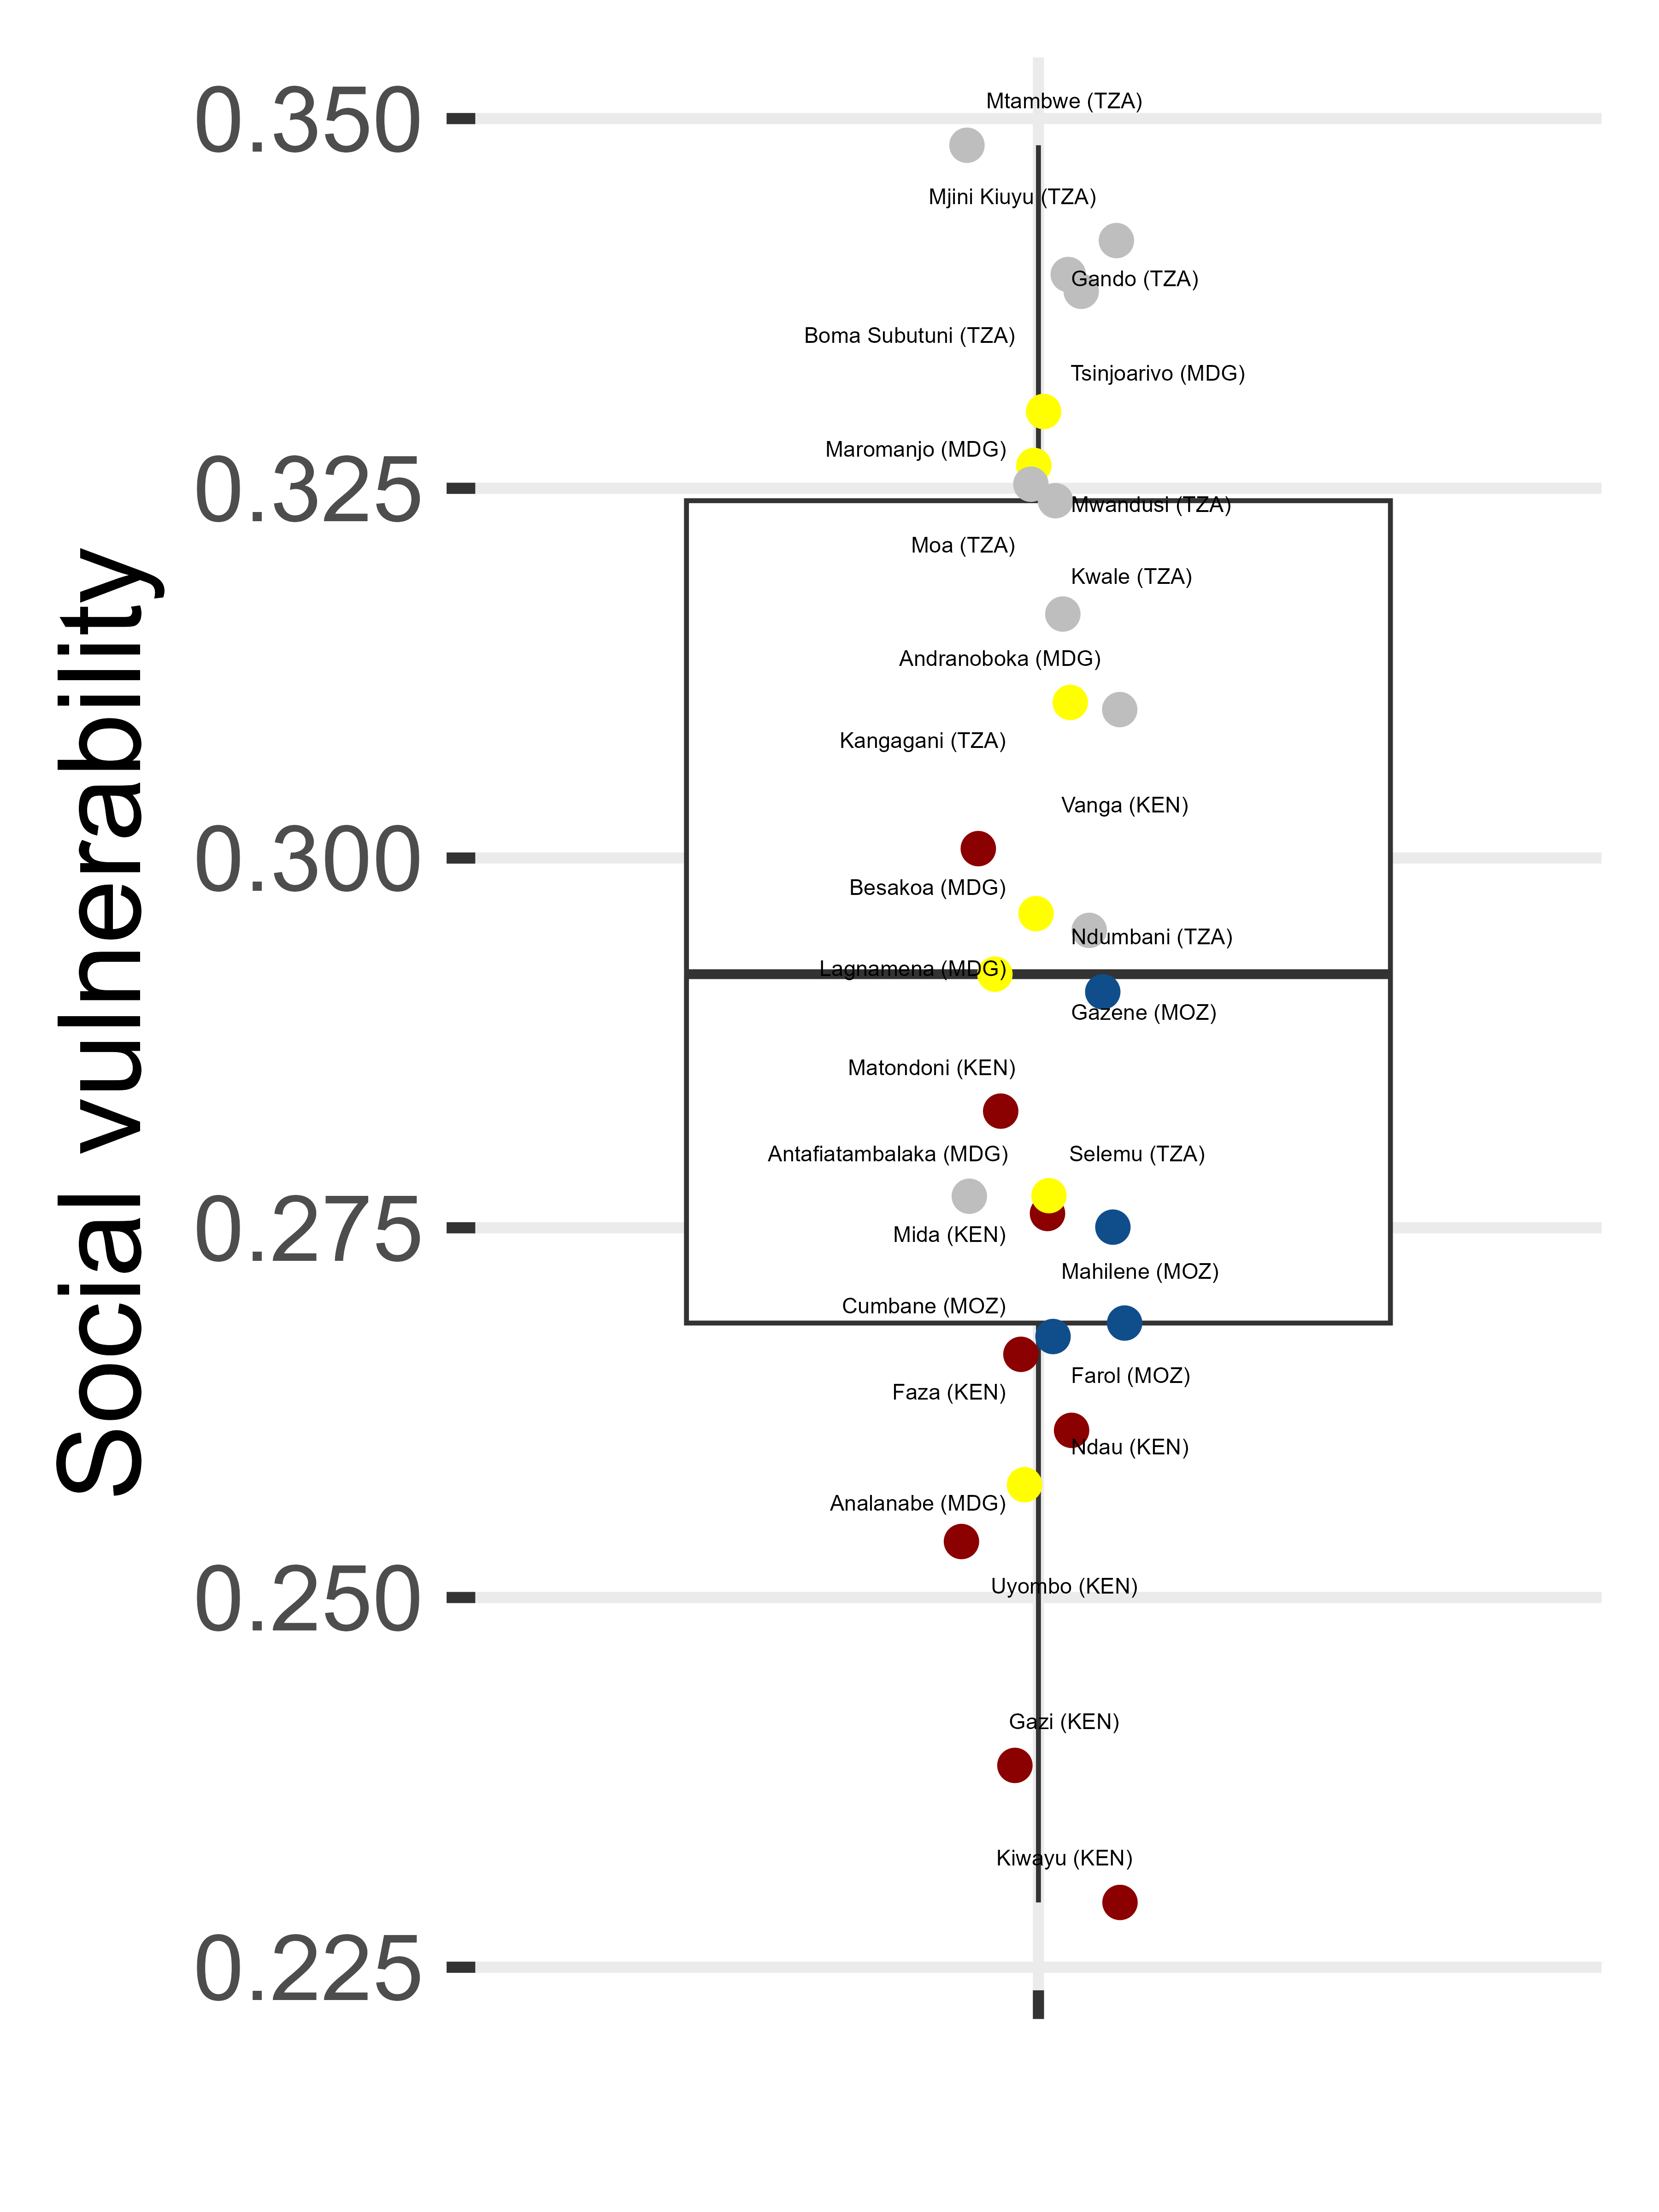 Social vulnerability
0.350
0.325
0.300
0.275
0.250
0.225
Mtambwe (TZA)
Mjini Kiuyu (TZA)
Gando (TZA)
Boma Subutuni (TZA)
Tsinjoarivo (MDG)
Maromanjo (MDG)
Mwandusi (TZA)
Moa (TZA)
Kwale (TZA)
Andranoboka (MDG)
Kangagani (TZA)
Vanga (KEN)
Besakoa (MDG)
Ndumbani (TZA)
Lagnamena (MDG)
Gazene (MOZ)
Matondoni (KEN)
Antafiatambalaka (MDG)
Selemu (TZA)
Mida (KEN)
Mahilene (MOZ)
Cumbane (MOZ)
Farol (MOZ)
Faza (KEN)
Ndau (KEN)
Analanabe (MDG)
Uyombo (KEN)
Gazi (KEN)
Kiwayu (KEN)